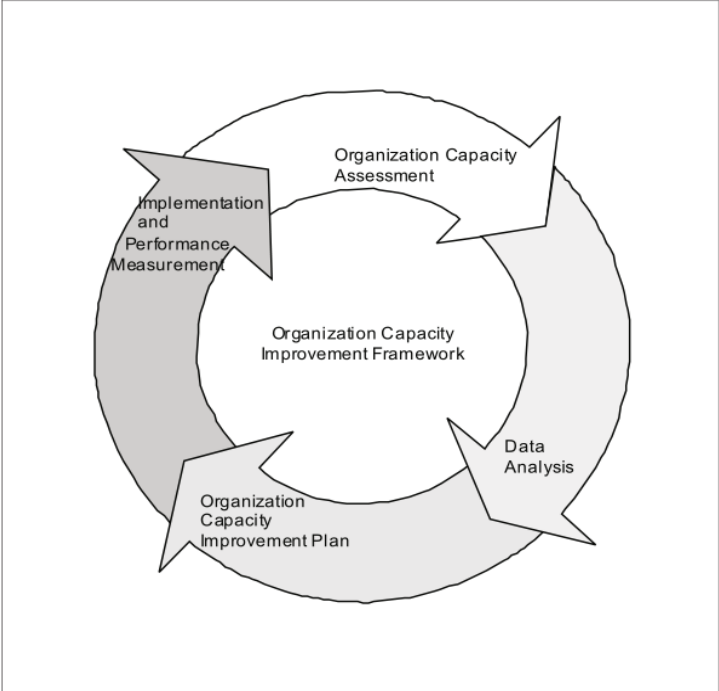 Organization Capacity
Assessment
Implementation
and
Performance
Measurement
Organization Capacity
Improvement Framework
Data
Analysis
Organization
Capacity
Improvement Plan